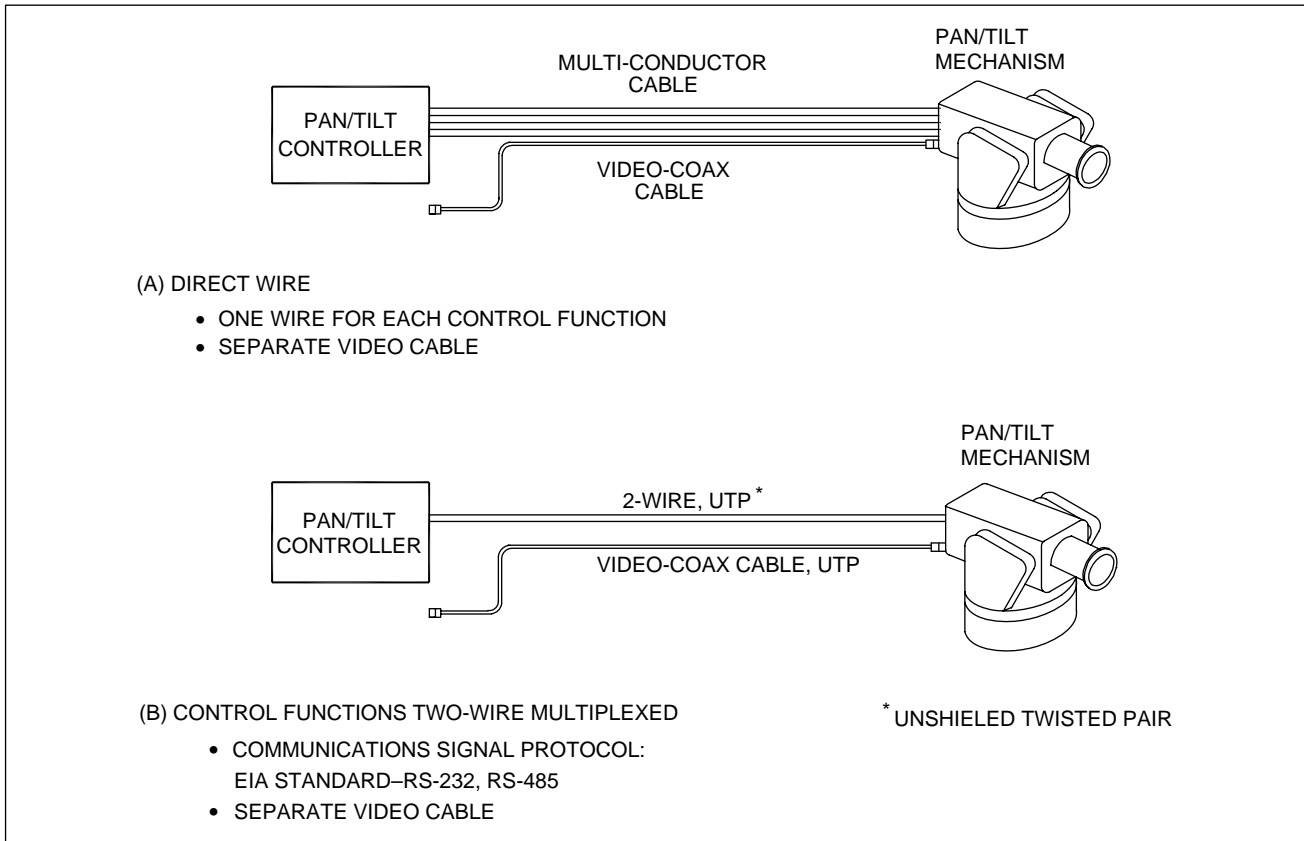 PAN/TILT
MECHANISM
MULTI-CONDUCTOR
CABLE
PAN/TILT
CONTROLLER
VIDEO-COAX
CABLE
(A) DIRECT WIRE
• ONE WIRE FOR EACH CONTROL FUNCTION
• SEPARATE VIDEO CABLE
PAN/TILT
MECHANISM
2-WIRE, UTP *
PAN/TILT
CONTROLLER
VIDEO-COAX CABLE, UTP
(B) CONTROL FUNCTIONS TWO-WIRE MULTIPLEXED
* UNSHIELED TWISTED PAIR
• COMMUNICATIONS SIGNAL PROTOCOL:
EIA STANDARD–RS-232, RS-485
• SEPARATE VIDEO CABLE